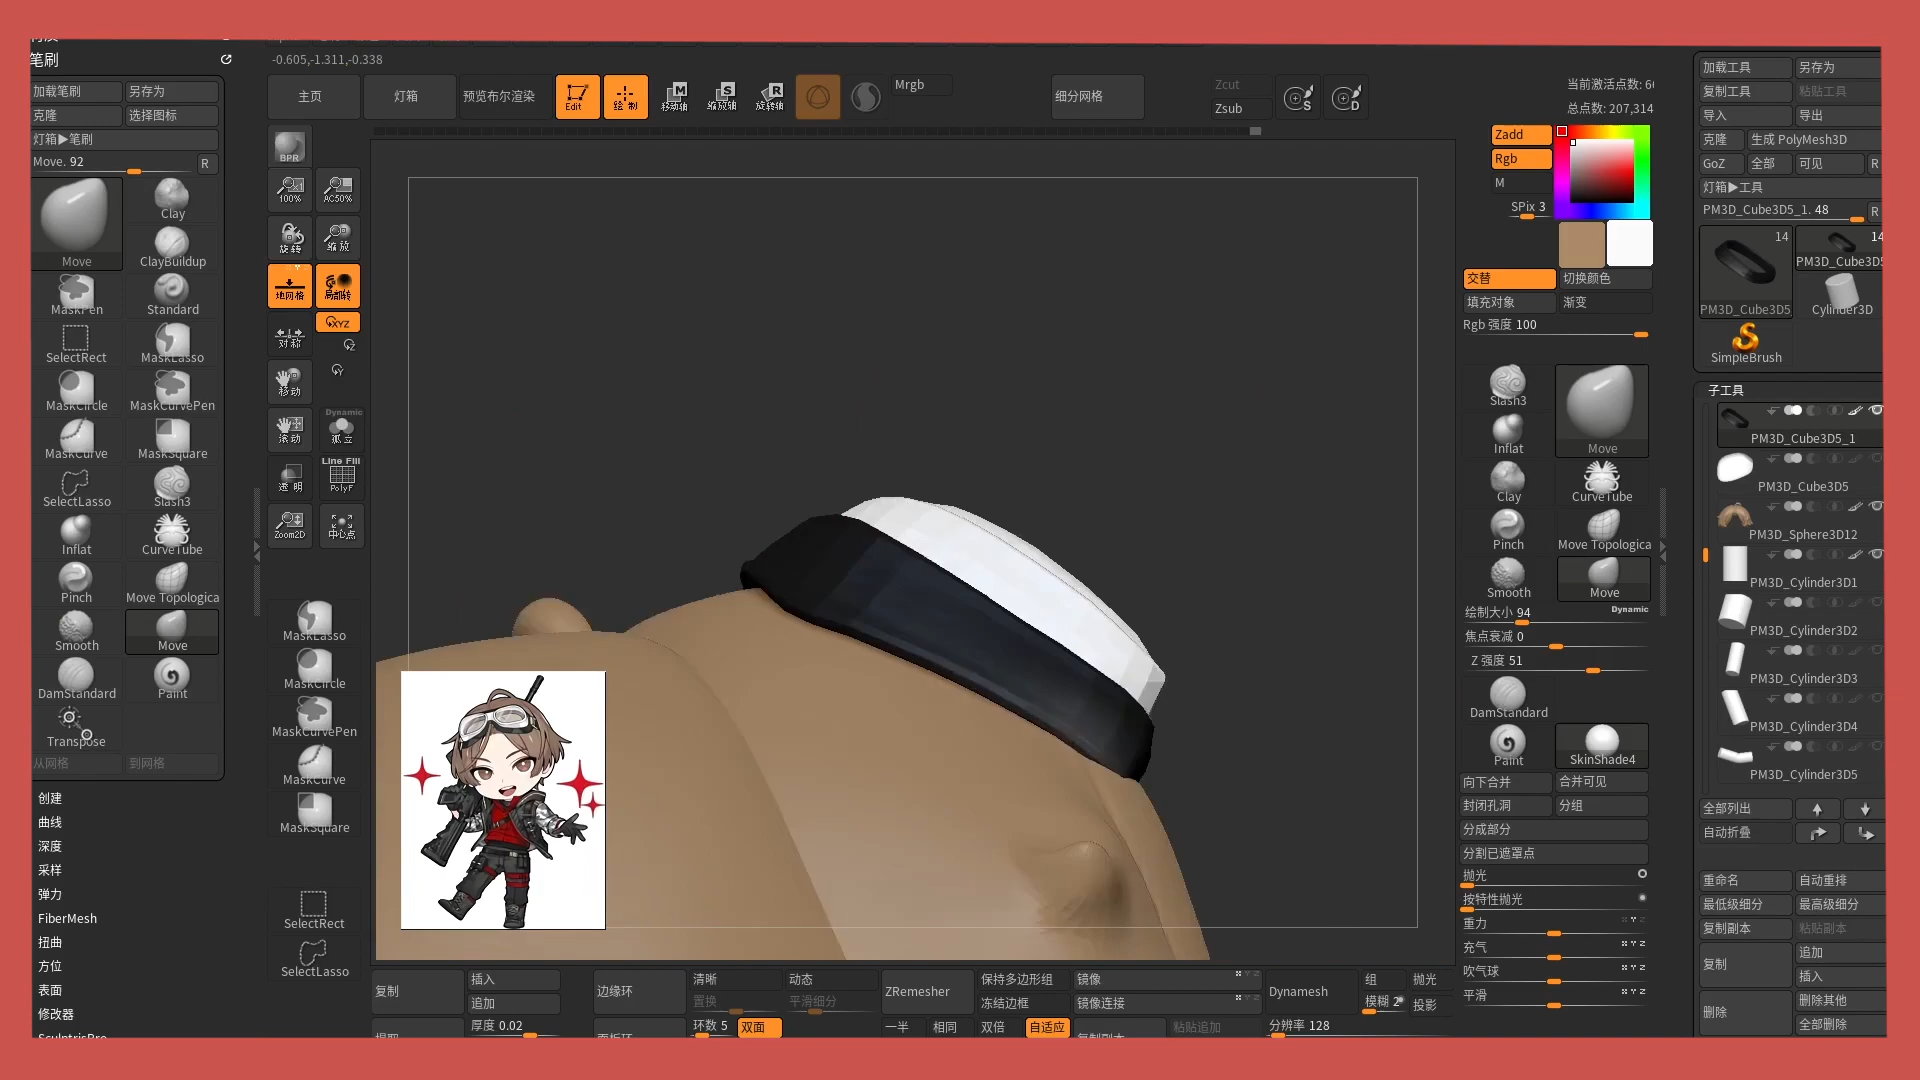 笔刷
加载笔刷
另存为
克隆
选择图标
灯箱▶笔刷
Move. 92
R
Move
Clay
ClayBuildup
MaskPen
Standard
SelectRect
MaskLasso
MaskCircle
MaskCurvePen
MaskCurve
MaskSquare
SelectLasso
Slash3
Inflat
CurveTube
Pinch
Move Topologica
Smooth
Move
DamStandard
Paint
Transpose
从网格
到网格
创建
曲线
深度
采样
弹力
FiberMesh
扭曲
方位
表面
修改器
-0.605,-1.311,-0.338
主页
灯箱
预览布尔渲染
Edit
绘制
移动轴
缩放轴
旋转轴
Mrgb
细分网格
Zcut
Zsub
S
D
当前激活点数: 6
总点数: 207,314
BPR
100%
AC50%
旋转
缩放
地网格
局部转
XYZ
对称
移动
Dynamic
滚动
孤立
Line Fill
透明
PolyF
Zoom2D
中心点
MaskLasso
MaskCircle
MaskCurvePen
MaskCurve
MaskSquare
SelectRect
SelectLasso
Zadd
Rgb
M
SPix 3
交替
切换颜色
填充对象
渐变
Rgb 强度 100
Slash3
Move
Inflat
Clay
CurveTube
Pinch
Move Topologica
Smooth
Move
绘制大小 94
Dynamic
焦点衰减 0
Z 强度 51
DamStandard
Paint
SkinShade4
向下合并
合并可见
封闭孔洞
分组
分成部分
分割已遮罩点
抛光
按特性抛光
重力
充气
吹气球
平滑
加载工具
另存为
复制工具
粘贴工具
导入
导出
克隆
生成 PolyMesh3D
GoZ
全部
可见
R
灯箱▶工具
PM3D_Cube3D5_1. 48
R
14
14
PM3D_Cube3D5
PM3D_Cube3D5
Cylinder3D
SimpleBrush
子工具
PM3D_Cube3D5_1
PM3D_Cube3D5
PM3D_Sphere3D12
PM3D_Cylinder3D1
PM3D_Cylinder3D2
PM3D_Cylinder3D3
PM3D_Cylinder3D4
PM3D_Cylinder3D5
全部列出
自动折叠
重命名
自动重排
最低级细分
最高级细分
复制副本
粘贴副本
复制
追加
插入
删除
删除其他
全部删除
复制
插入
追加
厚度 0.02
边缘环
清晰
动态
置换
平滑细分
环数 5
双面
ZRemesher
保持多边形组
冻结边框
镜像
镜像连接
一半
相同
双倍
自适应
粘贴追加
Dynamesh
组
抛光
模糊 2
投影
分辨率 128